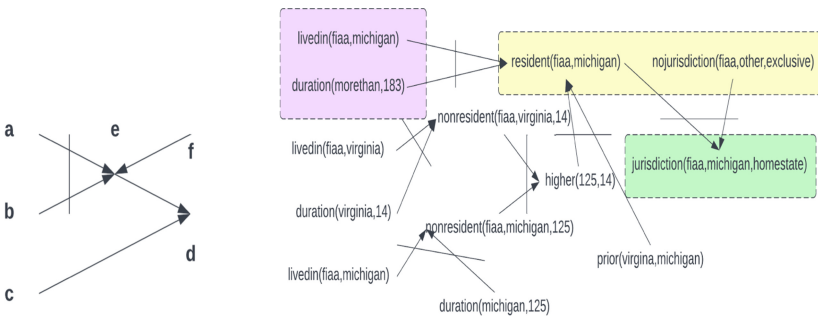 a
e
f
b
d
c
livedin(fiaa,michigan)
duration(morethan,183)
resident(fiaa,michigan)
nojurisdiction(fiaa,other,exclusive)
nonresident(fiaa,virginia,14)
livedin(fiaa,virginia)
jurisdiction(fiaa,michigan,homestate)
higher(125,14)
duration(virginia,14)
nonresident(fiaa,michigan,125)
prior(virgina,michigan)
livedin(fiaa,michigan)
duration(michigan,125)